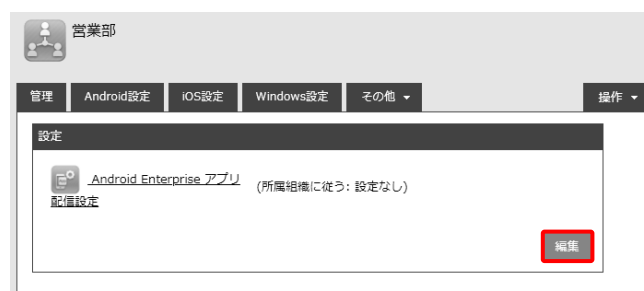 営業部
管理 Android設定 iOS設定 Windows設定 その他 ▼ 操作 ▼
設定
Android Enterprise アプリ
配信設定
(所属組織に従う: 設定なし)
編集